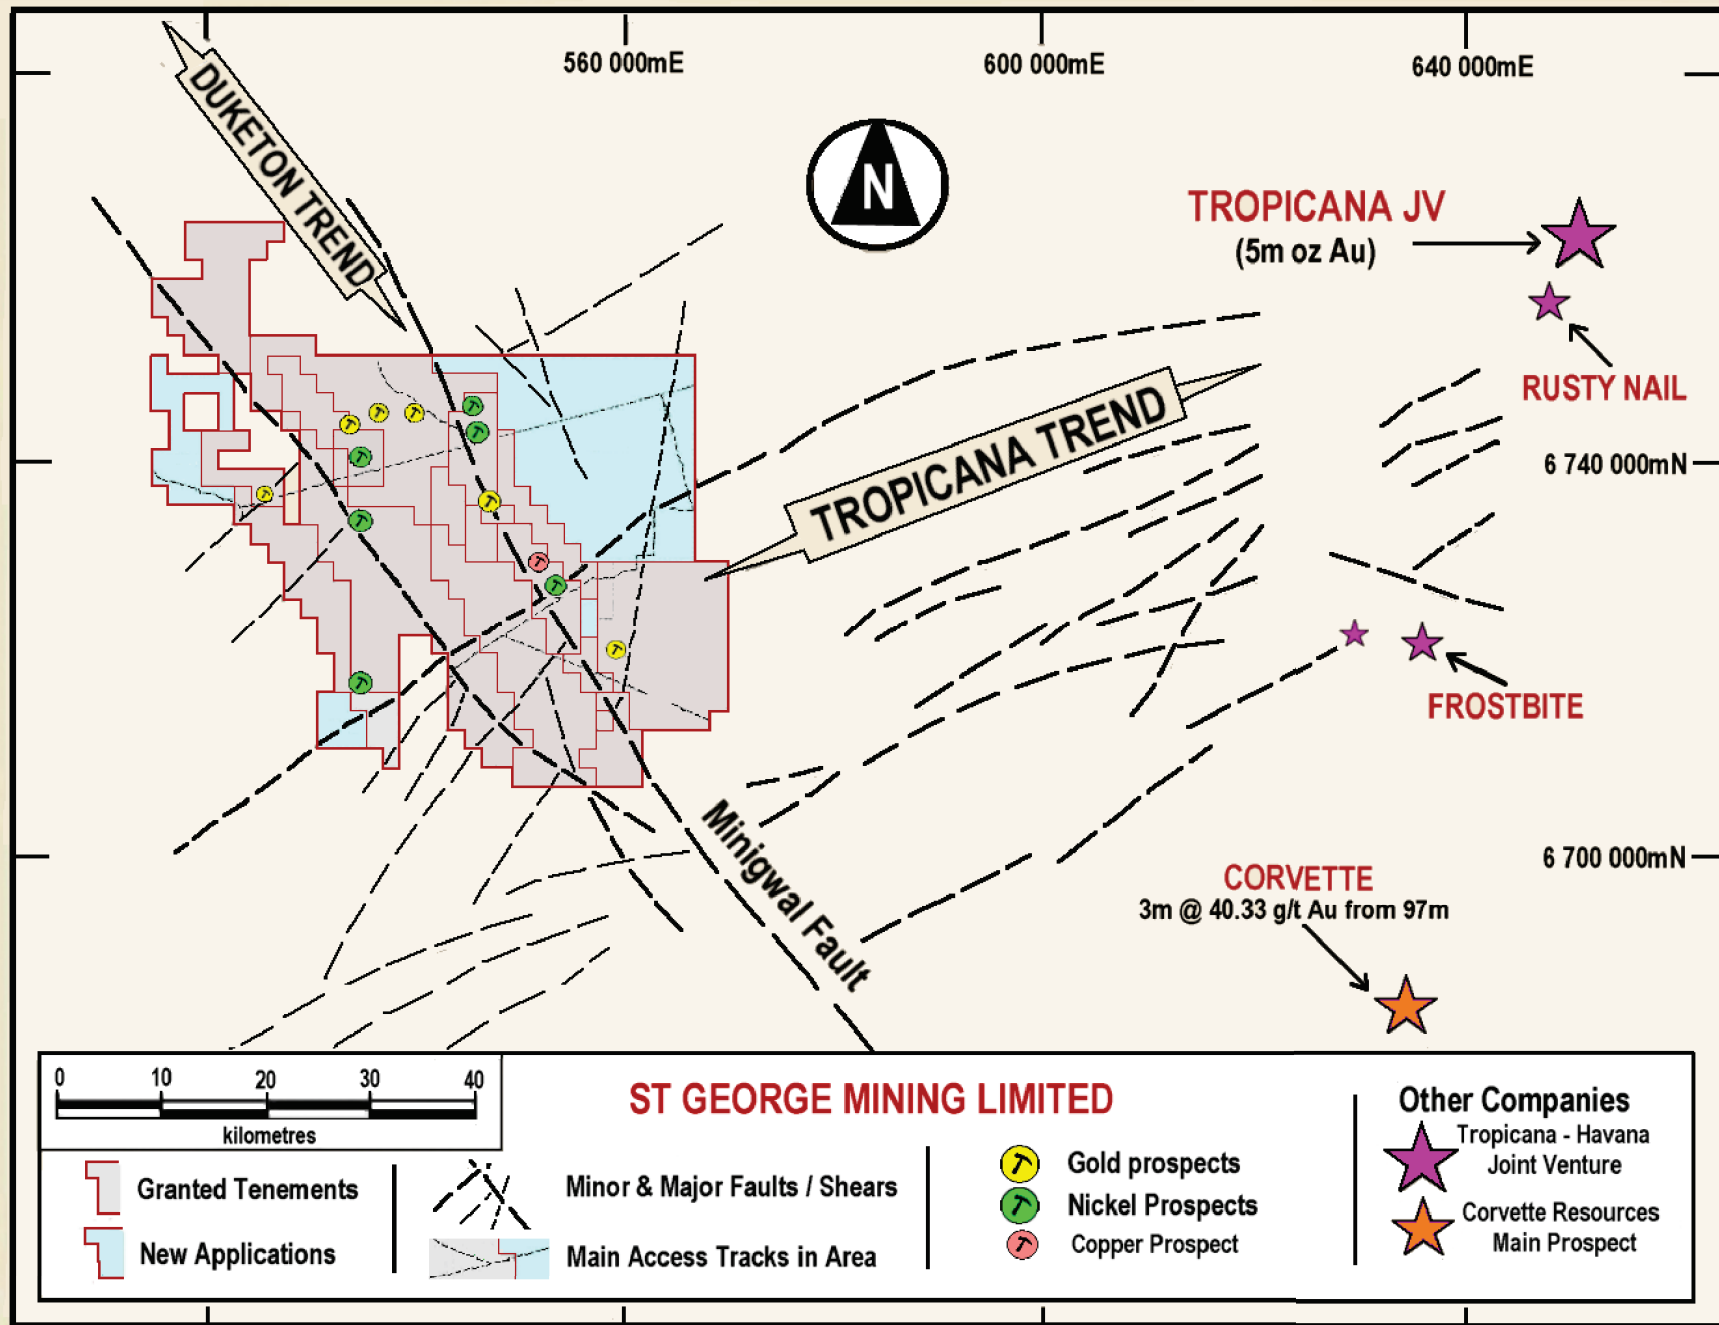 560 000mE
600 000mE
640 000mE
DUKETON TREND
N
TROPICANA JV
(5m oz Au)
RUSTY NAIL
TROPICANA TREND
6 740 000mN
FROSTBITE
6 700 000mN
Minigwal Fault
CORVETTE
3m @ 40.33 g/t Au from 97m
0 10 20 30 40
kilometres
ST GEORGE MINING LIMITED
Granted Tenements
New Applications
Minor & Major Faults / Shears
Main Access Tracks in Area
Gold prospects
Nickel Prospects
Copper Prospect
Other Companies
Tropicana - Havana
Joint Venture
Corvette Resources
Main Prospect